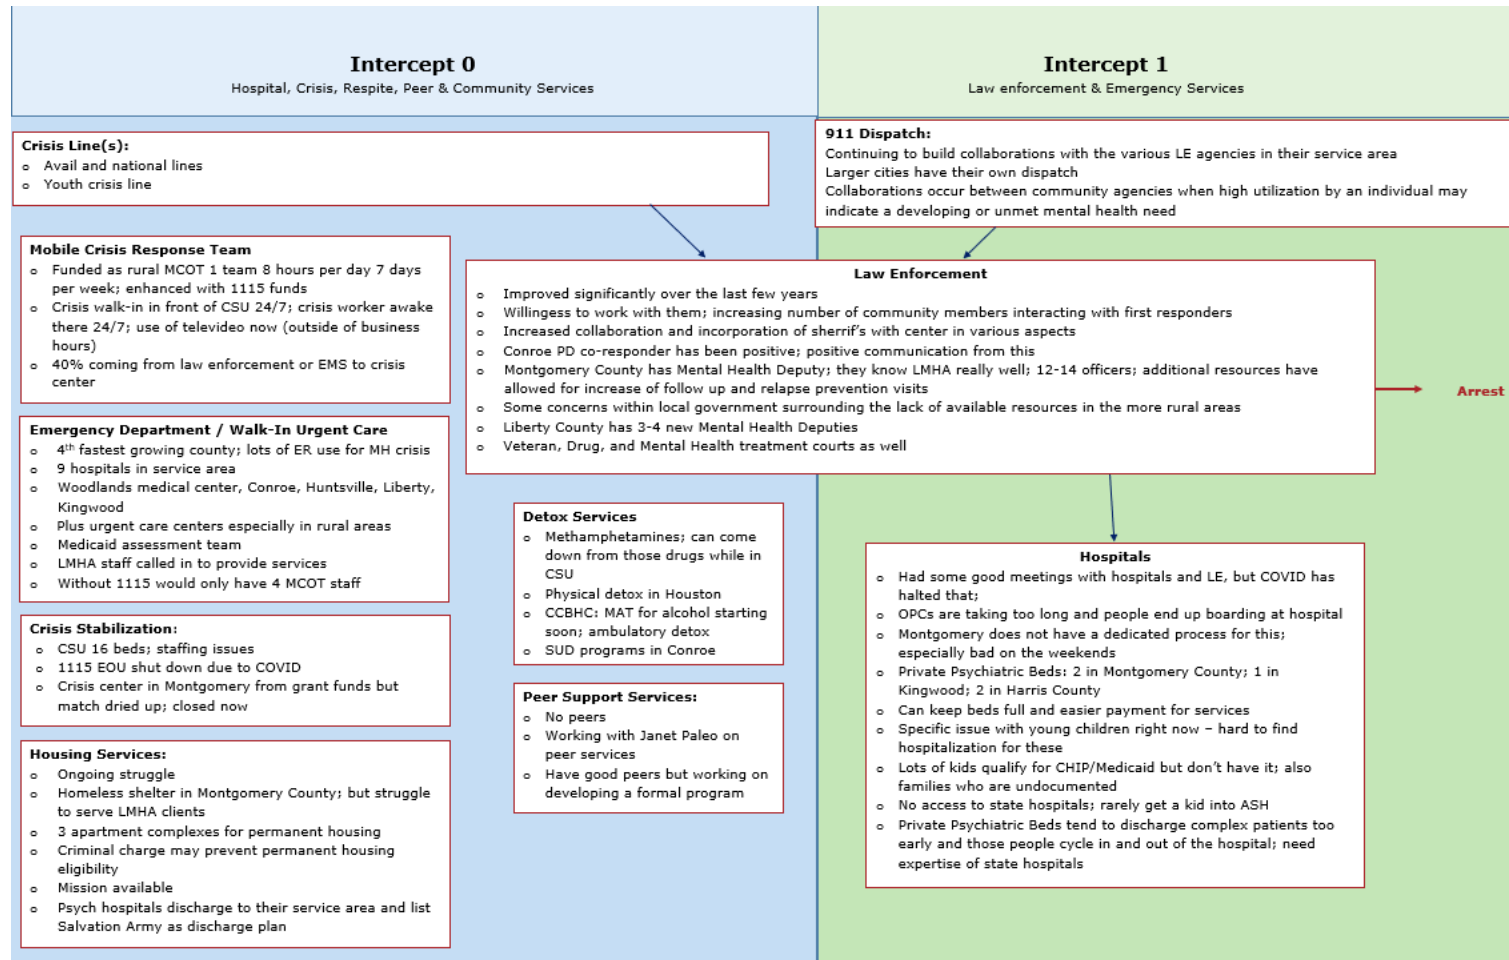 Intercept 0
Hospital, Crisis, Respite, Peer & Community Services
Intercept 1
Law enforcement & Emergency Services
Crisis Line(s):
o Avail and national lines
o Youth crisis line
911 Dispatch:
Continuing to build collaborations with the various LE agencies in their service area
Larger cities have their own dispatch
Collaborations occur between community agencies when high utilization by an individual may
indicate a developing or unmet mental health need
Mobile Crisis Response Team
o Funded as rural MCOT 1 team 8 hours per day 7 days
per week; enhanced with 1115 funds
o Crisis walk-in in front of CSU 24/7; crisis worker awake
there 24/7; use of televideo now (outside of business
hours)
o 40% coming from law enforcement or EMS to crisis
center
Law Enforcement
o Improved significantly over the last few years
o Willingess to work with them; increasing number of community members interacting with first responders
o Increased collaboration and incorporation of sherrif's with center in various aspects
o Conroe PD co-responder has been positive; positive communication from this
o Montgomery County has Mental Health Deputy; they know LMHA really well; 12-14 officers; additional resources have
allowed for increase of follow up and relapse prevention visits
o Some concerns within local government surrounding the lack of available resources in the more rural areas
o Liberty County has 3-4 new Mental Health Deputies
o Veteran, Drug, and Mental Health treatment courts as well
Arrest
Emergency Department / Walk-In Urgent Care
o 4th fastest growing county; lots of ER use for MH crisis
o 9 hospitals in service area
o Woodlands medical center, Conroe, Huntsville, Liberty,
Kingwood
o Plus urgent care centers especially in rural areas
o Medicaid assessment team
o LMHA staff called in to provide services
o Without 1115 would only have 4 MCOT staff
Crisis Stabilization:
o CSU 16 beds; staffing issues
o 1115 EOU shut down due to COVID
o Crisis center in Montgomery from grant funds but
match dried up; closed now
Housing Services:
o Ongoing struggle
o Homeless shelter in Montgomery County; but struggle
to serve LMHA clients
o 3 apartment complexes for permanent housing
o Criminal charge may prevent permanent housing
eligibility
o Mission available
o Psych hospitals discharge to their service area and list
Salvation Army as discharge plan
Detox Services
o Methamphetamines; can come
down from those drugs while in
CSU
o Physical detox in Houston
o CCBHC: MAT for alcohol starting
soon; ambulatory detox
o SUD programs in Conroe
Peer Support Services:
o No peers
o Working with Janet Paleo on
peer services
o Have good peers but working on
developing a formal program
Hospitals
o Had some good meetings with hospitals and LE, but COVID has
halted that;
o OPCs are taking too long and people end up boarding at hospital
o Montgomery does not have a dedicated process for this;
especially bad on the weekends
o Private Psychiatric Beds: 2 in Montgomery County; 1 in
Kingwood; 2 in Harris County
o Can keep beds full and easier payment for services
o Specific issue with young children right now – hard to find
hospitalization for these
o Lots of kids qualify for CHIP/Medicaid but don't have it; also
families who are undocumented
o No access to state hospitals; rarely get a kid into ASH
o Private Psychiatric Beds tend to discharge complex patients too
early and those people cycle in and out of the hospital; need
expertise of state hospitals